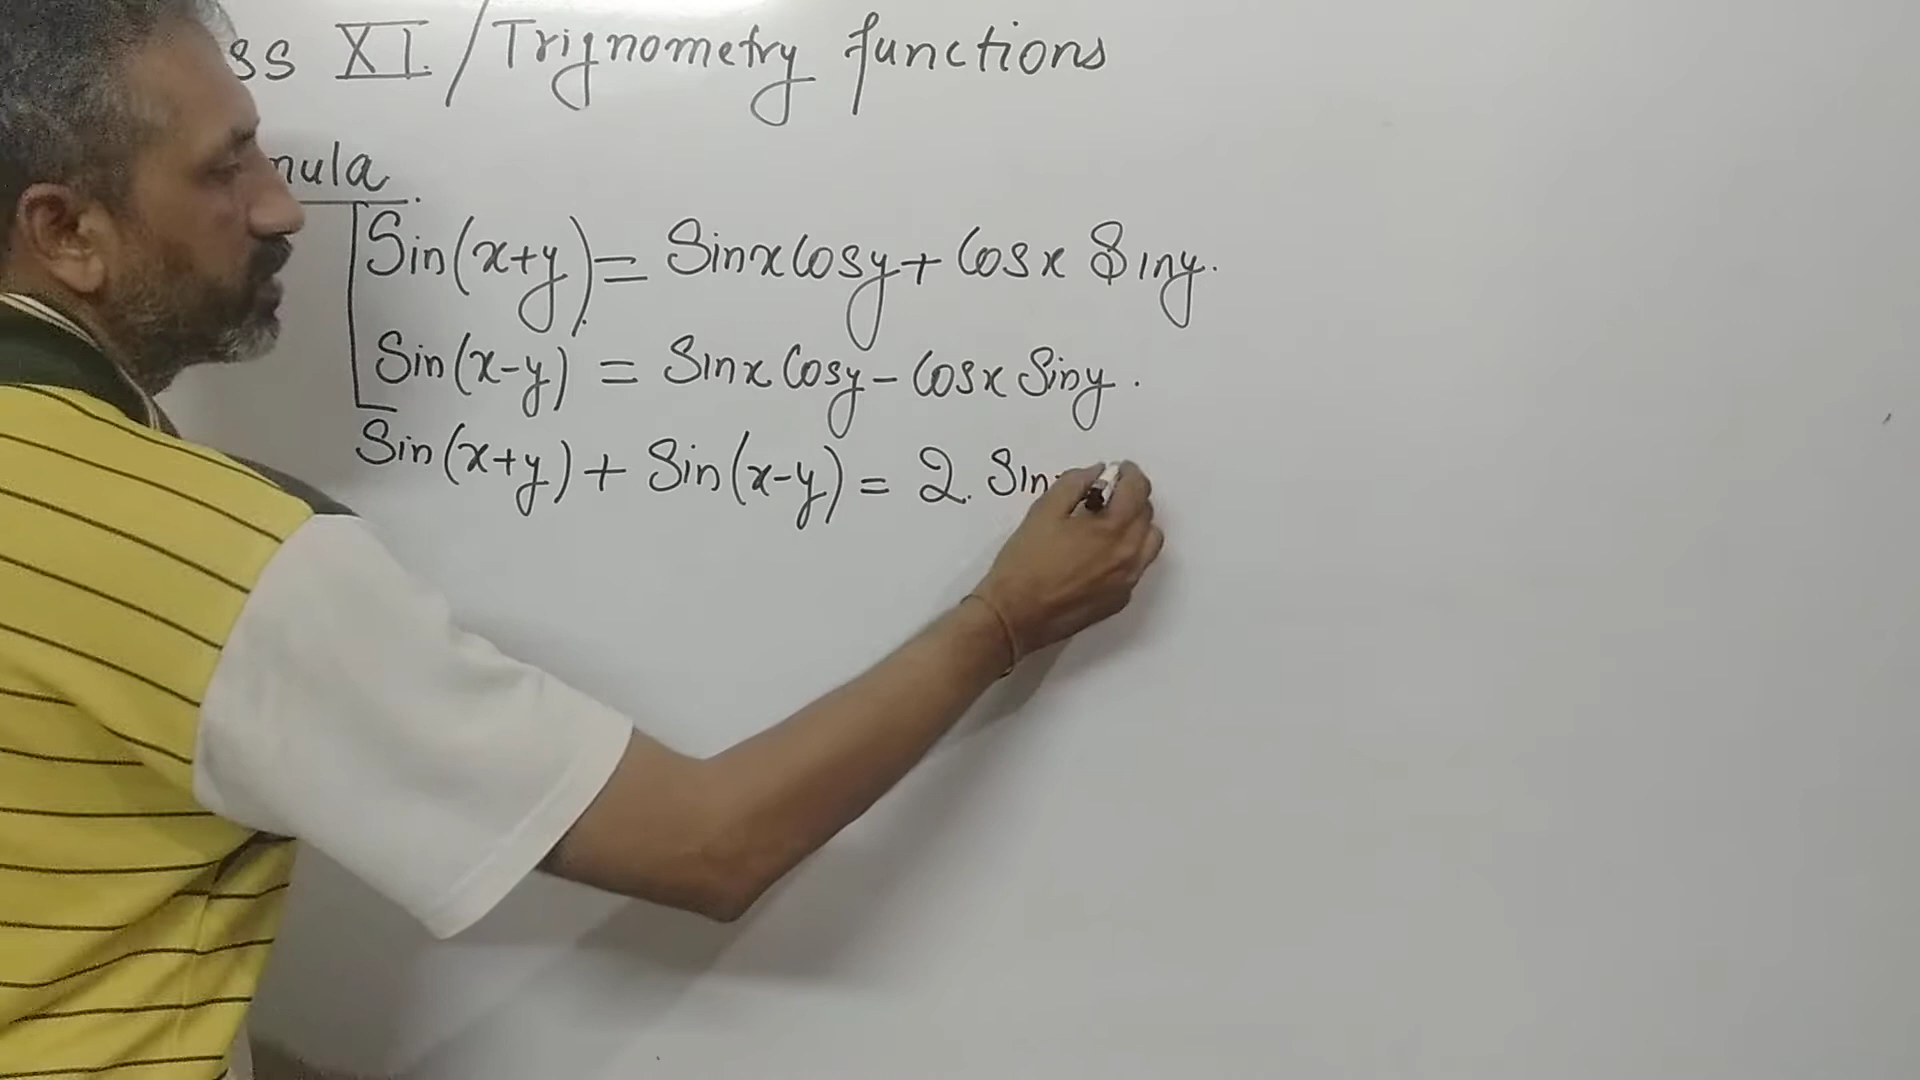 ss XI. / Trignometry functions
mula
Sin(x+y) = Sinx Cosy + Cosx Siny.
Sin(x-y) = Sinx Cosy - Cosx Siny.
Sin(x+y) + Sin(x-y) = 2. Sin